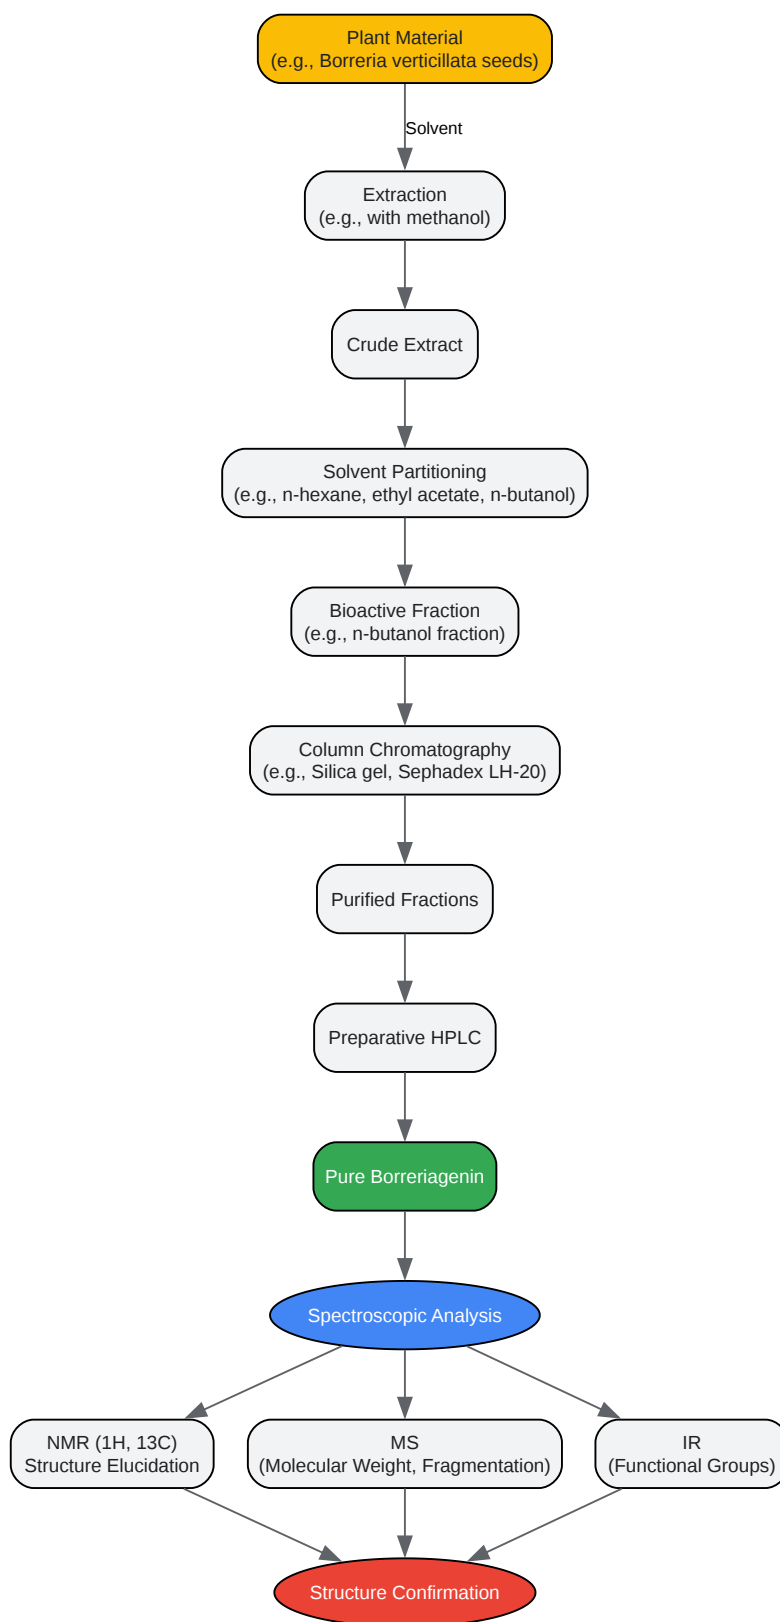 Plant Material
(e.g., Borreria verticillata seeds)
Solvent
Extraction
(e.g., with methanol)
Crude Extract
Solvent Partitioning
(e.g., n-hexane, ethyl acetate, n-butanol)
Bioactive Fraction
(e.g., n-butanol fraction)
Column Chromatography
(e.g., Silica gel, Sephadex LH-20)
Purified Fractions
Preparative HPLC
Pure Borreriagenin
Spectroscopic Analysis
NMR (1H, 13C)
Structure Elucidation
MS
(Molecular Weight, Fragmentation)
IR
(Functional Groups)
Structure Confirmation